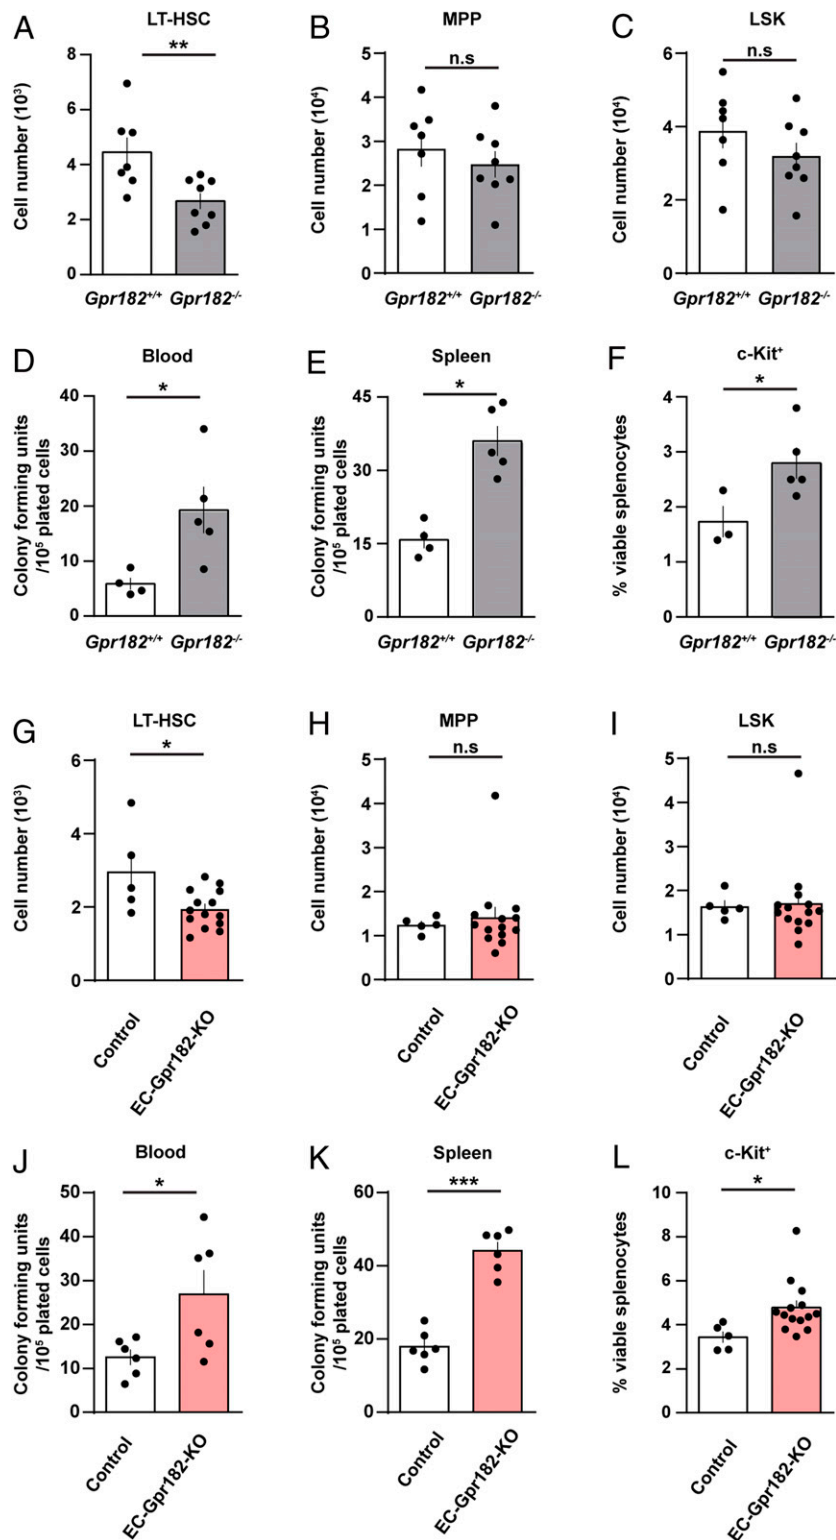 A
LT-HSC
**
Cell number (10³)
8
6
4
2
0
Gpr182+/+ Gpr182-/-
B
MPP
n.s
Cell number (10⁴)
5
4
3
2
1
0
Gpr182+/+ Gpr182-/-
C
LSK
n.s
Cell number (10⁴)
6
4
2
0
Gpr182+/+ Gpr182-/-
D
Blood
*
Colony forming units
/10⁵ plated cells
40
30
20
10
0
Gpr182+/+ Gpr182-/-
E
Spleen
*
Colony forming units
/10⁵ plated cells
45
30
15
0
Gpr182+/+ Gpr182-/-
F
c-Kit⁺
*
% viable splenocytes
4
3
2
1
0
Gpr182+/+ Gpr182-/-
G
LT-HSC
*
Cell number (10³)
6
4
2
0
Control
EC-Gpr182-KO
H
MPP
n.s
Cell number (10⁴)
5
4
3
2
1
0
Control
EC-Gpr182-KO
I
LSK
n.s
Cell number (10⁴)
5
4
3
2
1
0
Control
EC-Gpr182-KO
J
Blood
*
Colony forming units
/10⁵ plated cells
50
40
30
20
10
0
Control
EC-Gpr182-KO
K
Spleen
***
Colony forming units
/10⁵ plated cells
60
40
20
0
Control
EC-Gpr182-KO
L
c-Kit⁺
*
% viable splenocytes
10
8
6
4
2
0
Control
EC-Gpr182-KO